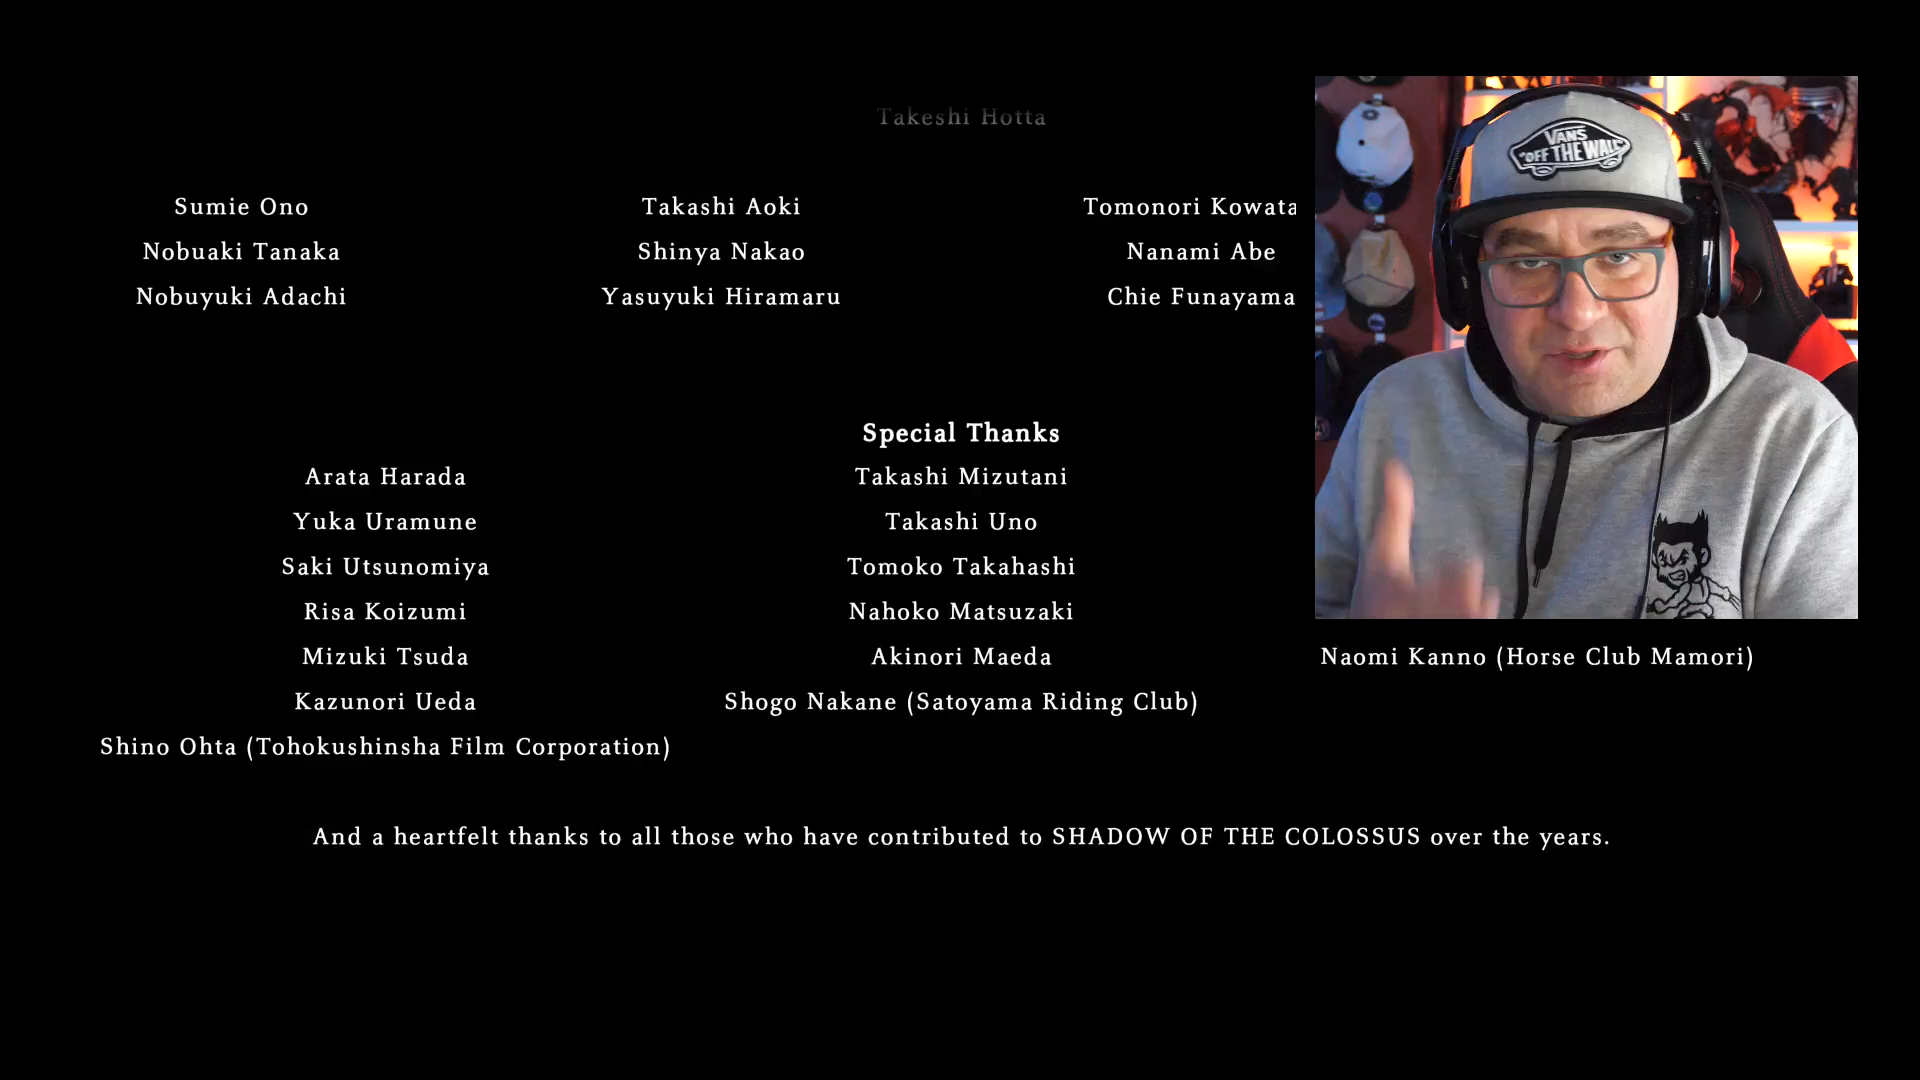 Takeshi Hotta
Sumie Ono Takashi Aoki Tomonori Kowata
Nobuaki Tanaka Shinya Nakao Nanami Abe
Nobuyuki Adachi Yasuyuki Hiramaru Chie Funayama
VANS
"OFF THE WALL"
Special Thanks
Arata Harada Takashi Mizutani
Yuka Uramune Takashi Uno
Saki Utsunomiya Tomoko Takahashi
Risa Koizumi Nahoko Matsuzaki
Mizuki Tsuda Akinori Maeda Naomi Kanno (Horse Club Mamori)
Kazunori Ueda Shogo Nakane (Satoyama Riding Club)
Shino Ohta (Tohokushinsha Film Corporation)
And a heartfelt thanks to all those who have contributed to SHADOW OF THE COLOSSUS over the years.